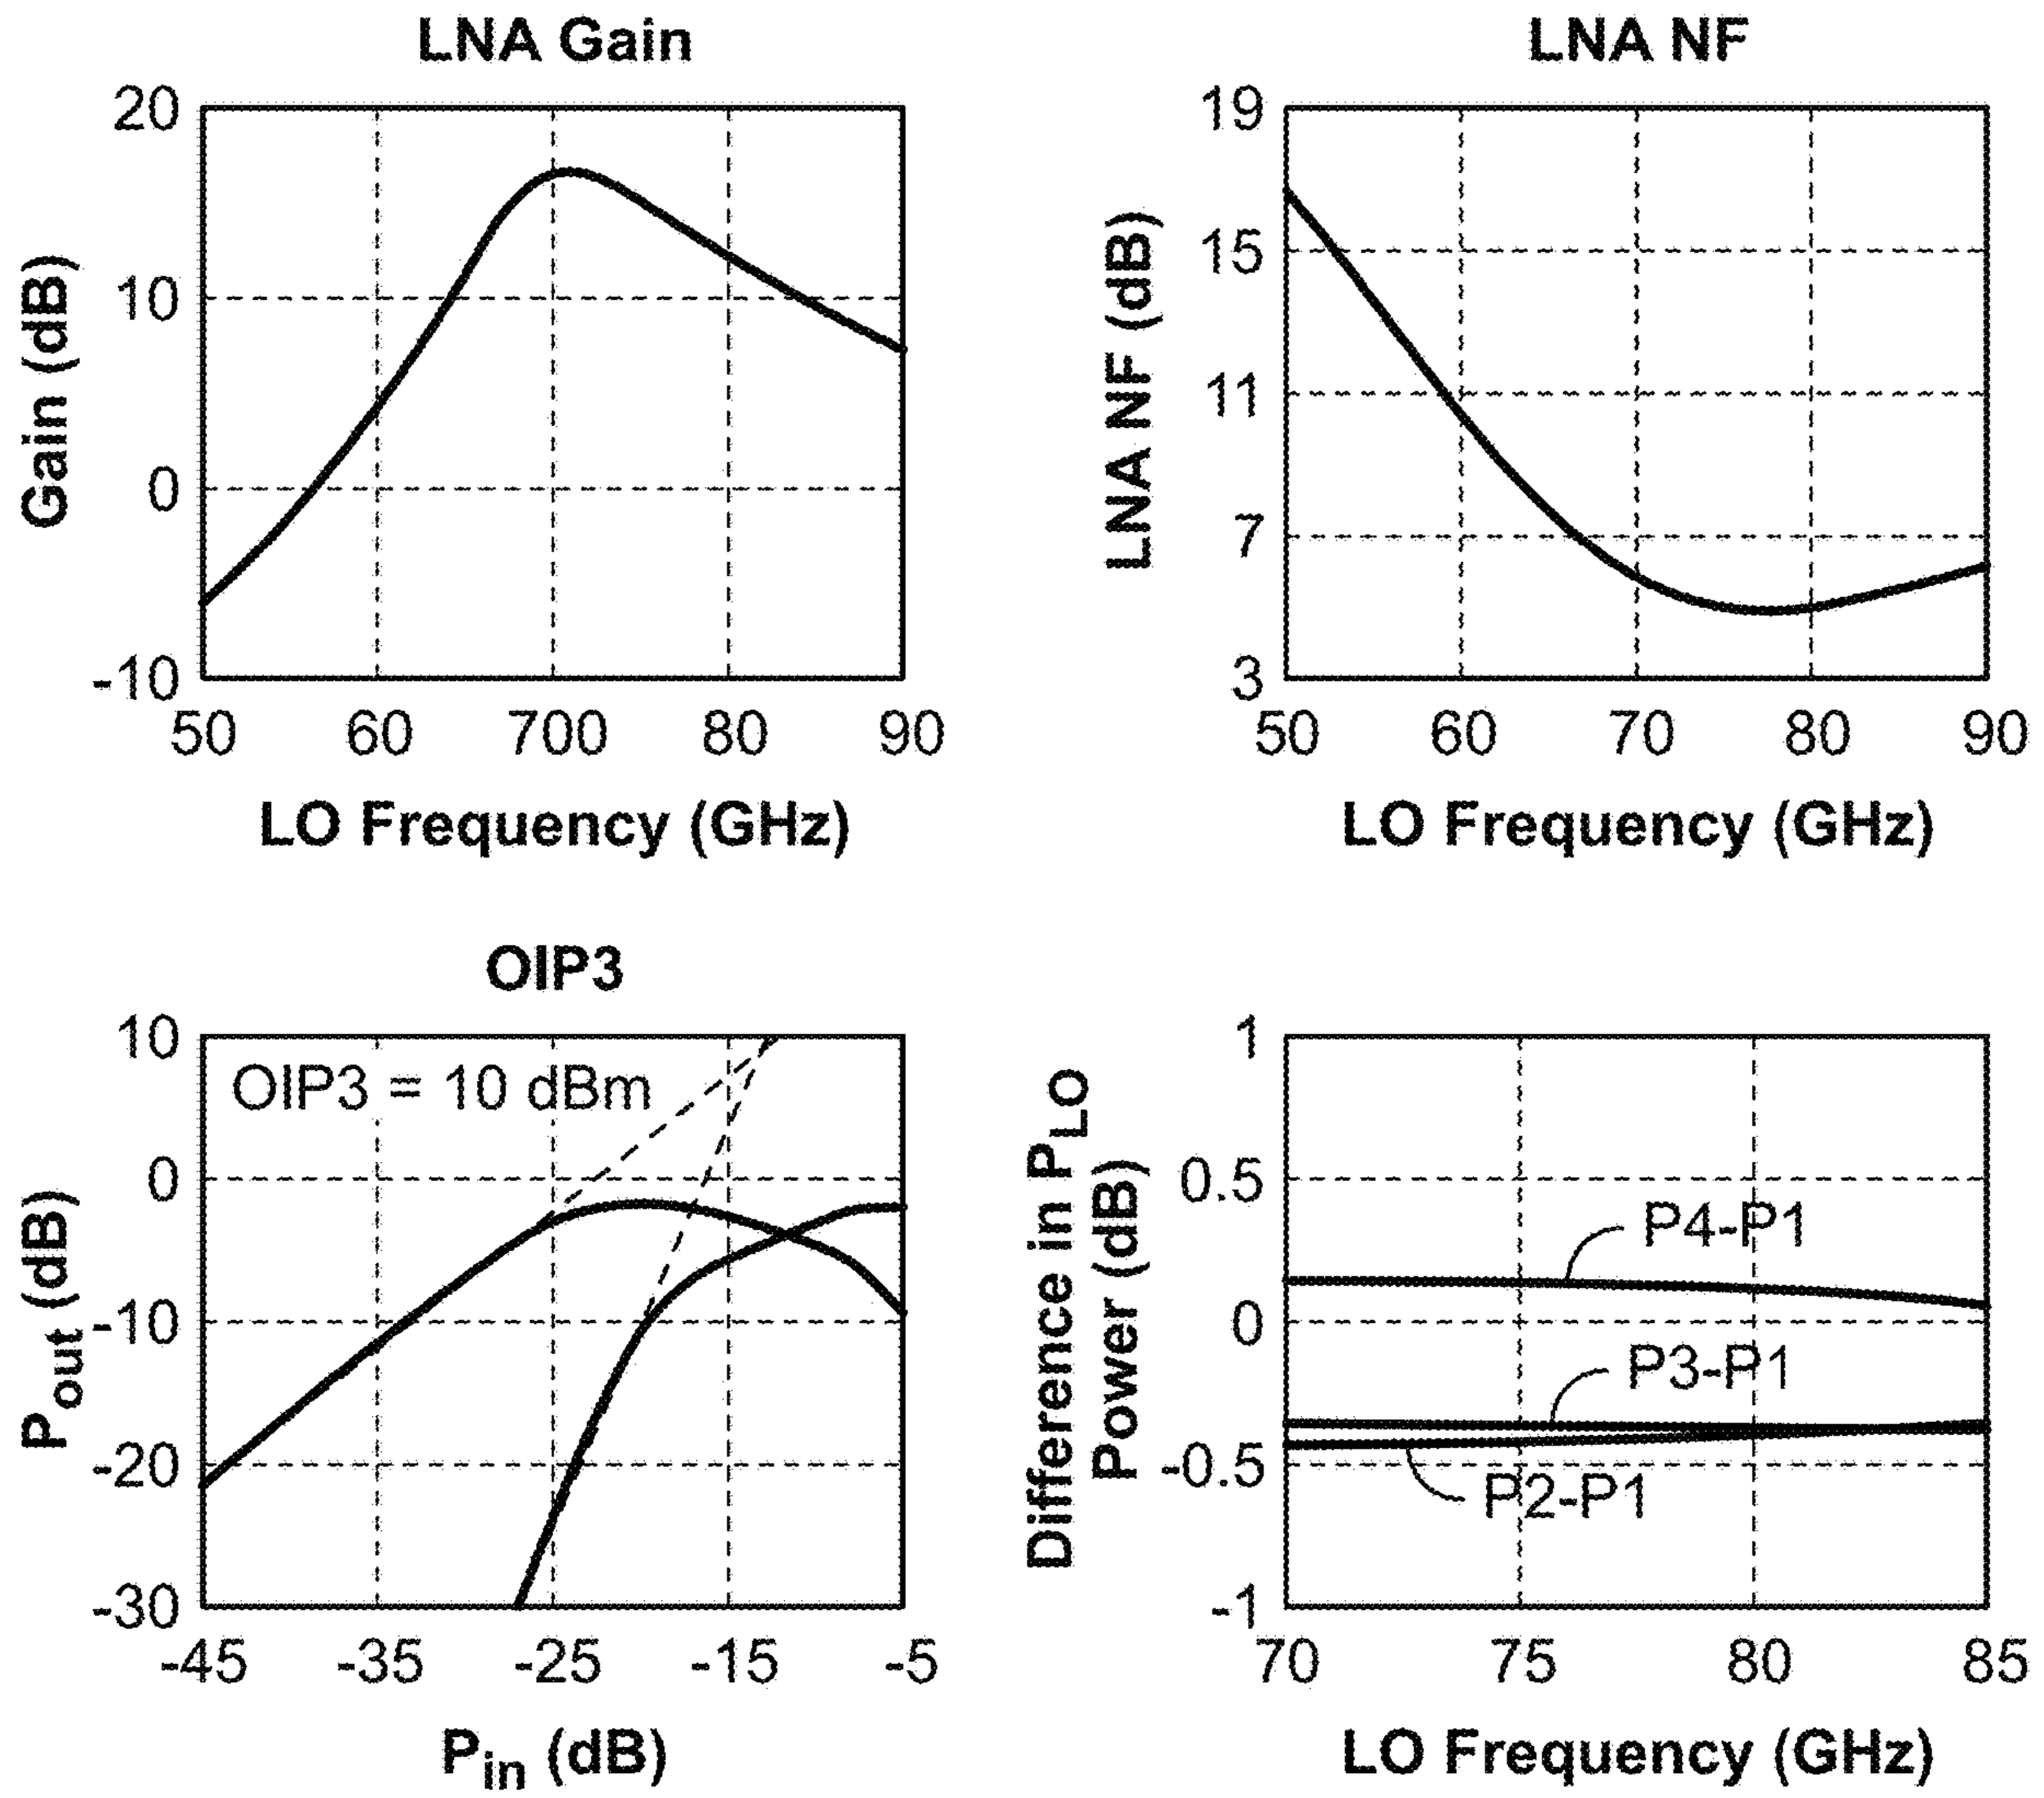 LNA Gain
20
10
0
-10
Gain (dB)
50 60 700 80 90
LO Frequency (GHz)
LNA NF
19
15
11
7
3
LNA NF (dB)
50 60 70 80 90
LO Frequency (GHz)
OIP3
10
0
-10
-20
-30
Pout (dB)
OIP3 = 10 dBm
-45 -35 -25 -15 -5
Pin (dB)
1
0.5
0
-0.5
-1
Difference in PLO
Power (dB)
P4-P1
P3-P1
P2-P1
70 75 80 85
LO Frequency (GHz)